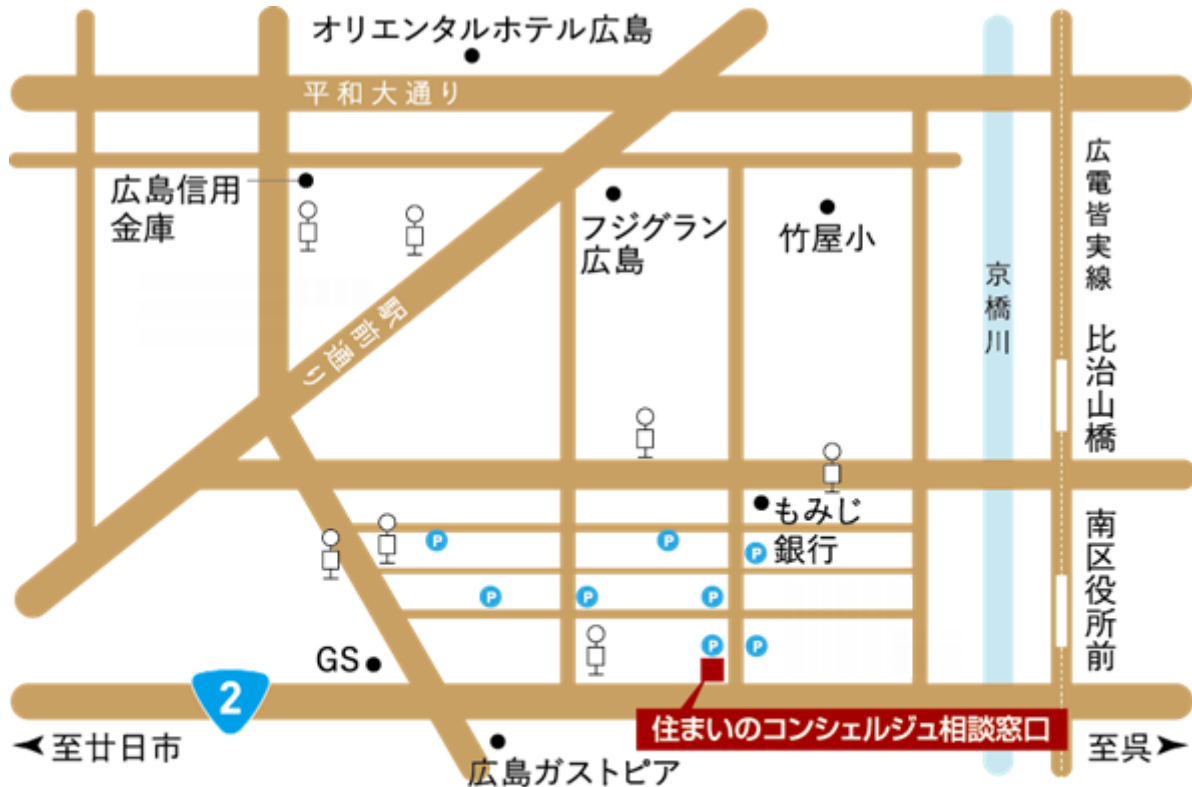 オリエンタルホテル広島
平和大通り
広島信用
金庫
フジグラン
広島
竹屋小
広電皆実線
京橋川
比治山橋
駅前通り
もみじ
銀行
P
P
P
P
P
P
P
P
南区役所前
GS
2
住まいのコンシェルジュ相談窓口
至廿日市
広島ガストピア
至呉